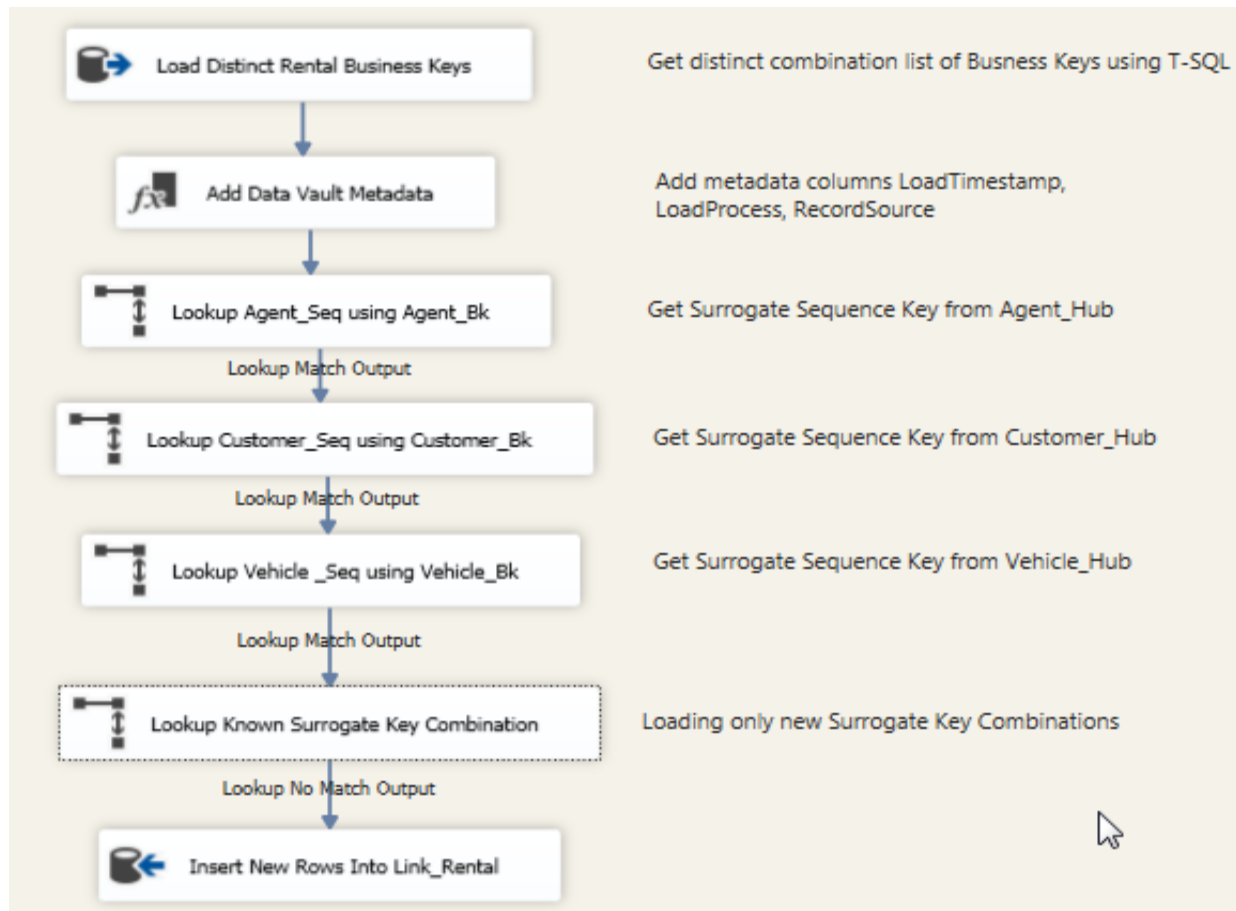 Load Distinct Rental Business Keys
Get distinct combination list of Busness Keys using T-SQL
fx
Add Data Vault Metadata
Add metadata columns LoadTimestamp,
LoadProcess, RecordSource
Lookup Agent_Seq using Agent_Bk
Get Surrogate Sequence Key from Agent_Hub
Lookup Match Output
Lookup Customer_Seq using Customer_Bk
Get Surrogate Sequence Key from Customer_Hub
Lookup Match Output
Lookup Vehicle _Seq using Vehicle_Bk
Get Surrogate Sequence Key from Vehicle_Hub
Lookup Match Output
Lookup Known Surrogate Key Combination
Loading only new Surrogate Key Combinations
Lookup No Match Output
Insert New Rows Into Link_Rental